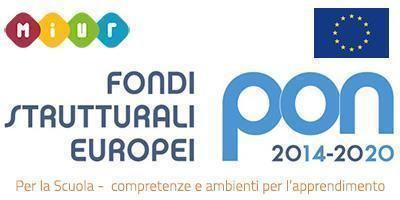 MIUR
FONDI
STRUTTURALI
EUROPEI
pon
2014-2020
Per la Scuola - competenze e ambienti per l'apprendimento